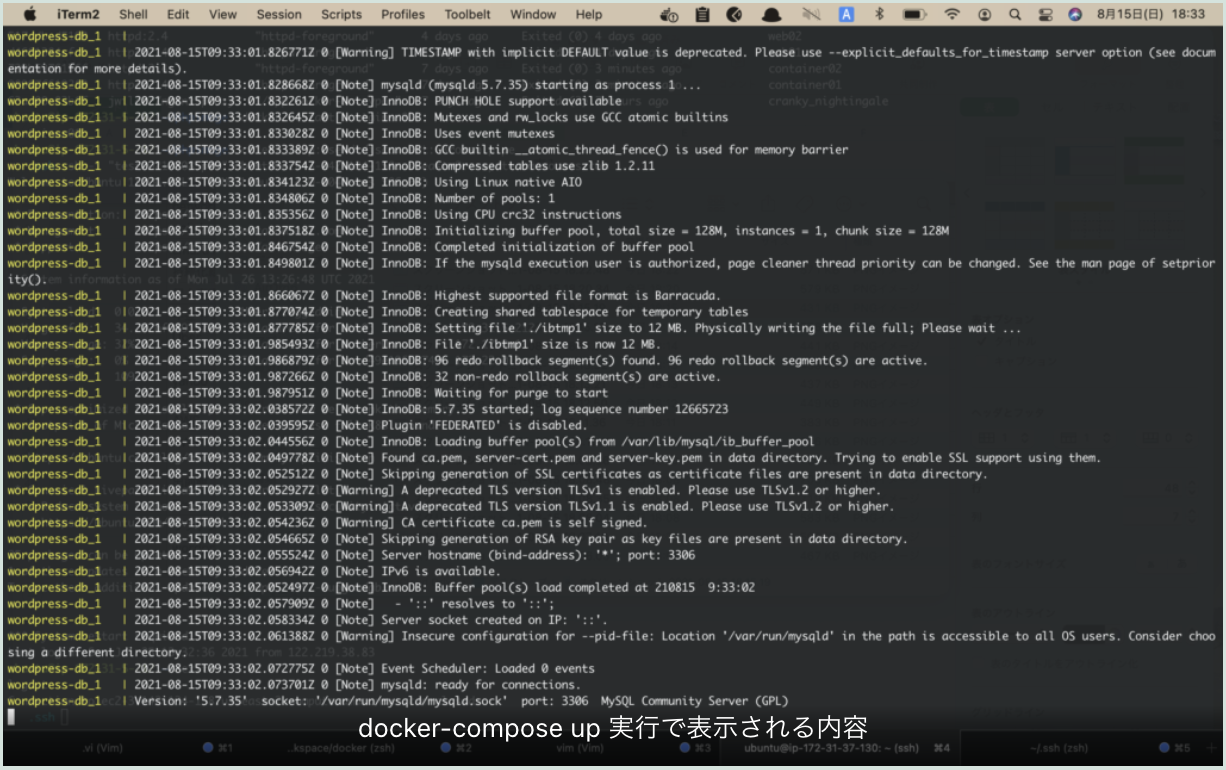 iTerm2 Shell Edit View Session Scripts Profiles Toolbelt Window Help A 8月15日(日) 18:33
wordpress-db_1
wordpress-db_1 | 2021-08-15T09:33:01.826771Z 0 [Warning] TIMESTAMP with implicit DEFAULT value is deprecated. Please use --explicit_defaults_for_timestamp server option (see docum
entation for more details).
wordpress-db_1 | 2021-08-15T09:33:01.828668Z 0 [Note] mysqld (mysqld 5.7.35) starting as process 1 ...
wordpress-db_1 | 2021-08-15T09:33:01.832261Z 0 [Note] InnoDB: PUNCH HOLE support available
wordpress-db_1 | 2021-08-15T09:33:01.832645Z 0 [Note] InnoDB: Mutexes and rw_locks use GCC atomic builtins
wordpress-db_1 | 2021-08-15T09:33:01.833028Z 0 [Note] InnoDB: Uses event mutexes
wordpress-db_1 | 2021-08-15T09:33:01.833389Z 0 [Note] InnoDB: GCC builtin __atomic_thread_fence() is used for memory barrier
wordpress-db_1 | 2021-08-15T09:33:01.833754Z 0 [Note] InnoDB: Compressed tables use zlib 1.2.11
wordpress-db_1 | 2021-08-15T09:33:01.834123Z 0 [Note] InnoDB: Using Linux native AIO
wordpress-db_1 | 2021-08-15T09:33:01.834806Z 0 [Note] InnoDB: Number of pools: 1
wordpress-db_1 | 2021-08-15T09:33:01.835356Z 0 [Note] InnoDB: Using CPU crc32 instructions
wordpress-db_1 | 2021-08-15T09:33:01.837518Z 0 [Note] InnoDB: Initializing buffer pool, total size = 128M, instances = 1, chunk size = 128M
wordpress-db_1 | 2021-08-15T09:33:01.846754Z 0 [Note] InnoDB: Completed initialization of buffer pool
wordpress-db_1 | 2021-08-15T09:33:01.849801Z 0 [Note] InnoDB: If the mysqld execution user is authorized, page cleaner thread priority can be changed. See the man page of setprior
ity().
wordpress-db_1 | 2021-08-15T09:33:01.866067Z 0 [Note] InnoDB: Highest supported file format is Barracuda.
wordpress-db_1 | 2021-08-15T09:33:01.877074Z 0 [Note] InnoDB: Creating shared tablespace for temporary tables
wordpress-db_1 | 2021-08-15T09:33:01.877785Z 0 [Note] InnoDB: Setting file './ibtmp1' size to 12 MB. Physically writing the file full; Please wait ...
wordpress-db_1 | 2021-08-15T09:33:01.985493Z 0 [Note] InnoDB: File './ibtmp1' size is now 12 MB.
wordpress-db_1 | 2021-08-15T09:33:01.986879Z 0 [Note] InnoDB: 96 redo rollback segment(s) found. 96 redo rollback segment(s) are active.
wordpress-db_1 | 2021-08-15T09:33:01.987266Z 0 [Note] InnoDB: 32 non-redo rollback segment(s) are active.
wordpress-db_1 | 2021-08-15T09:33:01.987951Z 0 [Note] InnoDB: Waiting for purge to start
wordpress-db_1 | 2021-08-15T09:33:02.038572Z 0 [Note] InnoDB: 5.7.35 started; log sequence number 12665723
wordpress-db_1 | 2021-08-15T09:33:02.039595Z 0 [Note] Plugin 'FEDERATED' is disabled.
wordpress-db_1 | 2021-08-15T09:33:02.044556Z 0 [Note] InnoDB: Loading buffer pool(s) from /var/lib/mysql/ib_buffer_pool
wordpress-db_1 | 2021-08-15T09:33:02.049778Z 0 [Note] Found ca.pem, server-cert.pem and server-key.pem in data directory. Trying to enable SSL support using them.
wordpress-db_1 | 2021-08-15T09:33:02.052512Z 0 [Note] Skipping generation of SSL certificates as certificate files are present in data directory.
wordpress-db_1 | 2021-08-15T09:33:02.052927Z 0 [Warning] A deprecated TLS version TLSv1 is enabled. Please use TLSv1.2 or higher.
wordpress-db_1 | 2021-08-15T09:33:02.053309Z 0 [Warning] A deprecated TLS version TLSv1.1 is enabled. Please use TLSv1.2 or higher.
wordpress-db_1 | 2021-08-15T09:33:02.054236Z 0 [Warning] CA certificate ca.pem is self signed.
wordpress-db_1 | 2021-08-15T09:33:02.054665Z 0 [Note] Skipping generation of RSA key pair as key files are present in data directory.
wordpress-db_1 | 2021-08-15T09:33:02.055524Z 0 [Note] Server hostname (bind-address): '*'; port: 3306
wordpress-db_1 | 2021-08-15T09:33:02.056942Z 0 [Note] IPv6 is available.
wordpress-db_1 | 2021-08-15T09:33:02.052497Z 0 [Note] InnoDB: Buffer pool(s) load completed at 210815 9:33:02
wordpress-db_1 | 2021-08-15T09:33:02.057909Z 0 [Note] - '::' resolves to '::';
wordpress-db_1 | 2021-08-15T09:33:02.058334Z 0 [Note] Server socket created on IP: '::'.
wordpress-db_1 | 2021-08-15T09:33:02.061388Z 0 [Warning] Insecure configuration for --pid-file: Location '/var/run/mysqld' in the path is accessible to all OS users. Consider choo
sing a different directory.
wordpress-db_1 | 2021-08-15T09:33:02.072775Z 0 [Note] Event Scheduler: Loaded 0 events
wordpress-db_1 | 2021-08-15T09:33:02.073701Z 0 [Note] mysqld: ready for connections.
wordpress-db_1 | Version: '5.7.35' socket: '/var/run/mysqld/mysqld.sock' port: 3306 MySQL Community Server (GPL)
docker-compose up 実行で表示される内容
..vi (Vim) ⌘1 ..kspace/docker (zsh) ⌘2 vim (Vim) ⌘3 ubuntu@ip-172-31-37-130: ~ (ssh) ⌘4 ~/.ssh (zsh) ⌘5